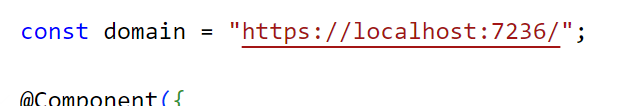 const domain = "https://localhost:7236/";
@Component({